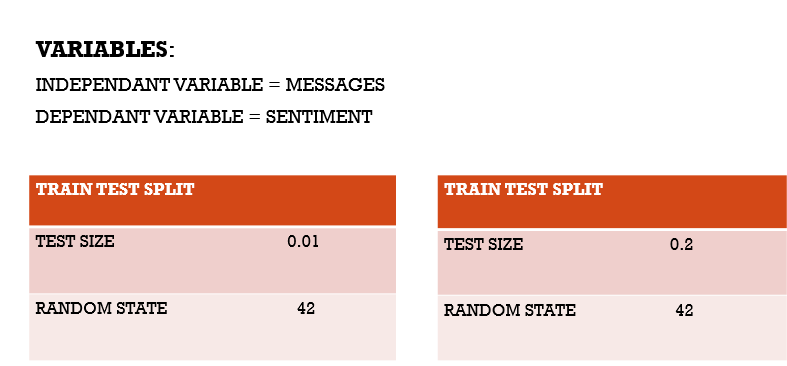 VARIABLES:
INDEPENDANT VARIABLE = MESSAGES
DEPENDANT VARIABLE = SENTIMENT
TRAIN TEST SPLIT
TEST SIZE 0.01
RANDOM STATE 42
TRAIN TEST SPLIT
TEST SIZE 0.2
RANDOM STATE 42